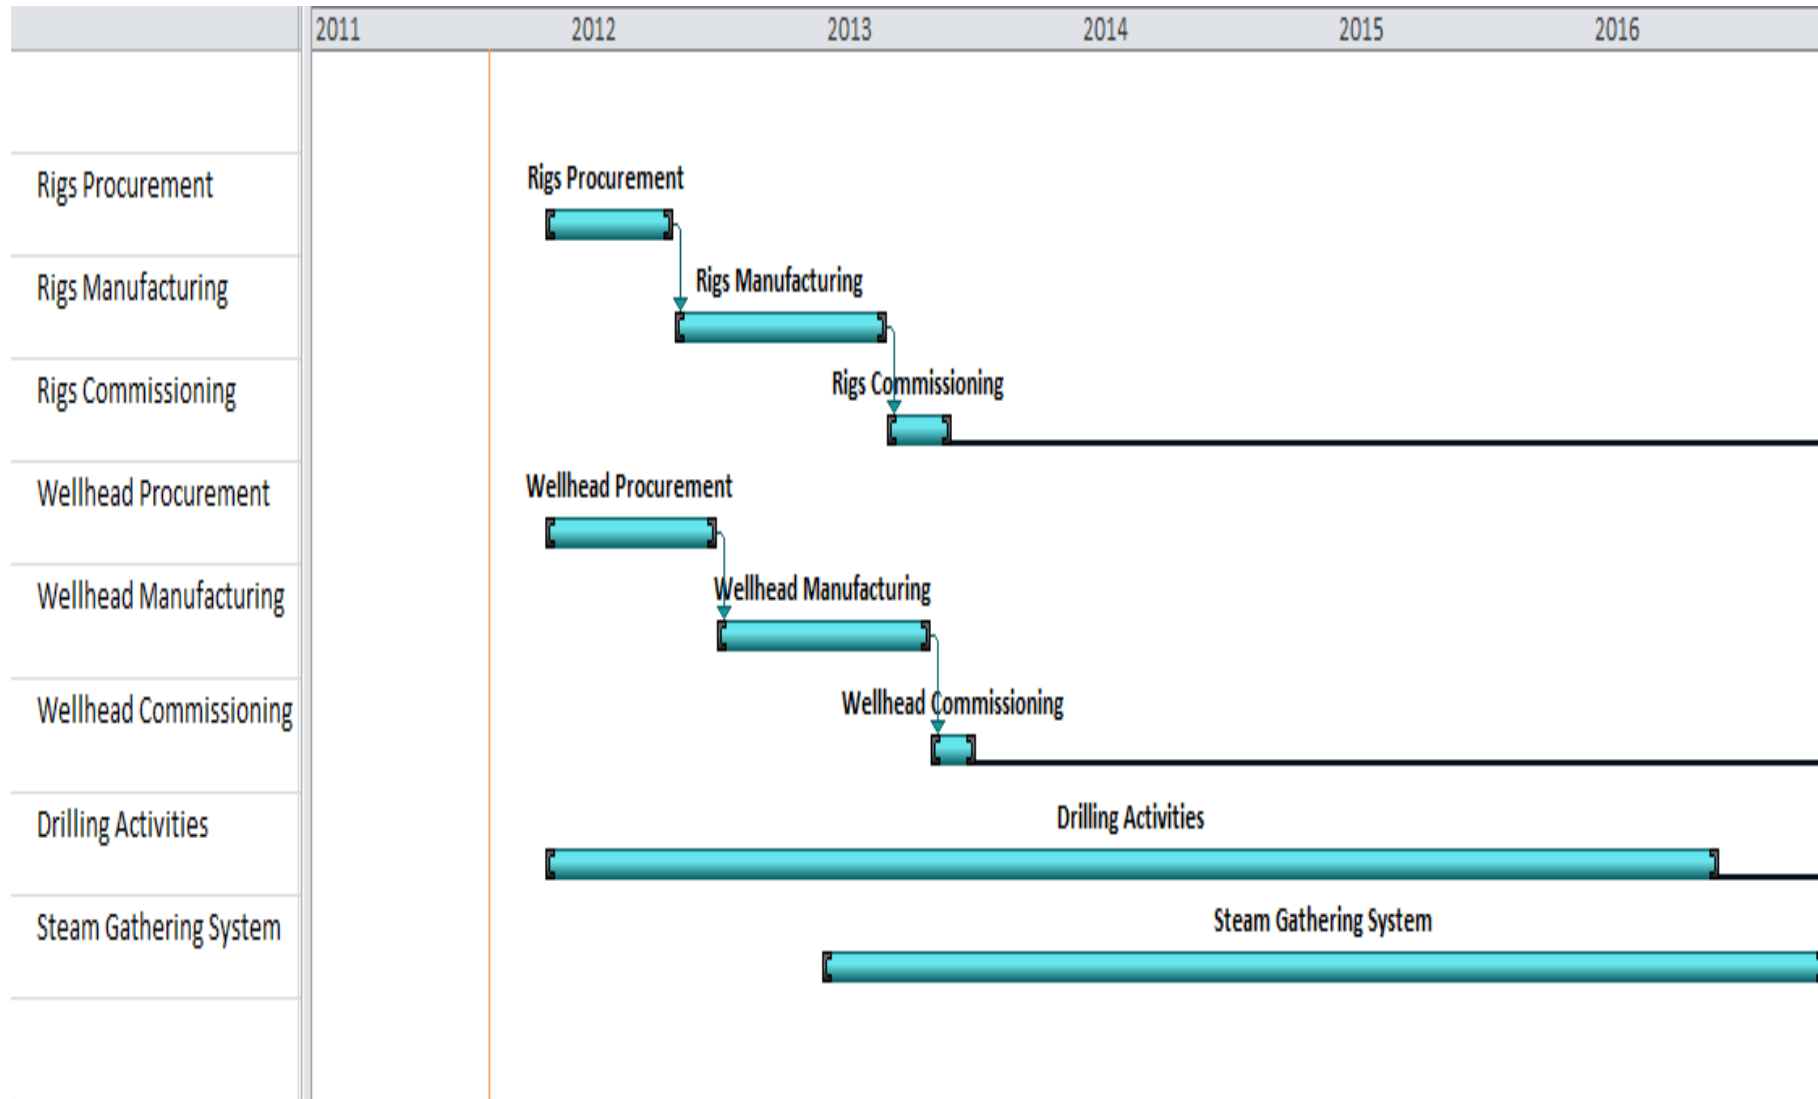 2011 2012 2013 2014 2015 2016
Rigs Procurement Rigs Procurement
Rigs Manufacturing Rigs Manufacturing
Rigs Commissioning Rigs Commissioning
Wellhead Procurement Wellhead Procurement
Wellhead Manufacturing Wellhead Manufacturing
Wellhead Commissioning Wellhead Commissioning
Drilling Activities Drilling Activities
Steam Gathering System Steam Gathering System